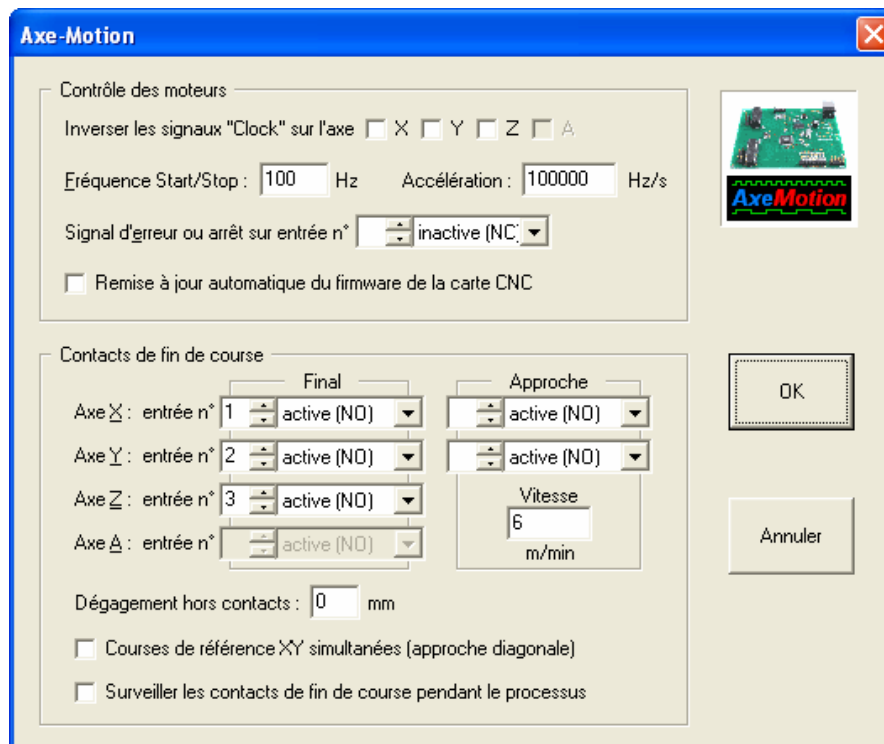 Axe-Motion
Contrôle des moteurs
Inverser les signaux "Clock" sur l'axe X Y Z A
Fréquence Start/Stop : 100 Hz Accélération : 100000 Hz/s
Signal d'erreur ou arrêt sur entrée n° inactive (NC)
Remise à jour automatique du firmware de la carte CNC
AxeMotion
Contacts de fin de course
Final Approche
Axe X : entrée n° 1 active (NO) active (NO)
Axe Y : entrée n° 2 active (NO) active (NO)
Axe Z : entrée n° 3 active (NO)
Vitesse
6
Axe A : entrée n° active (NO)
m/min
Dégagement hors contacts : 0 mm
Courses de référence XY simultanées (approche diagonale)
Surveiller les contacts de fin de course pendant le processus
OK
Annuler